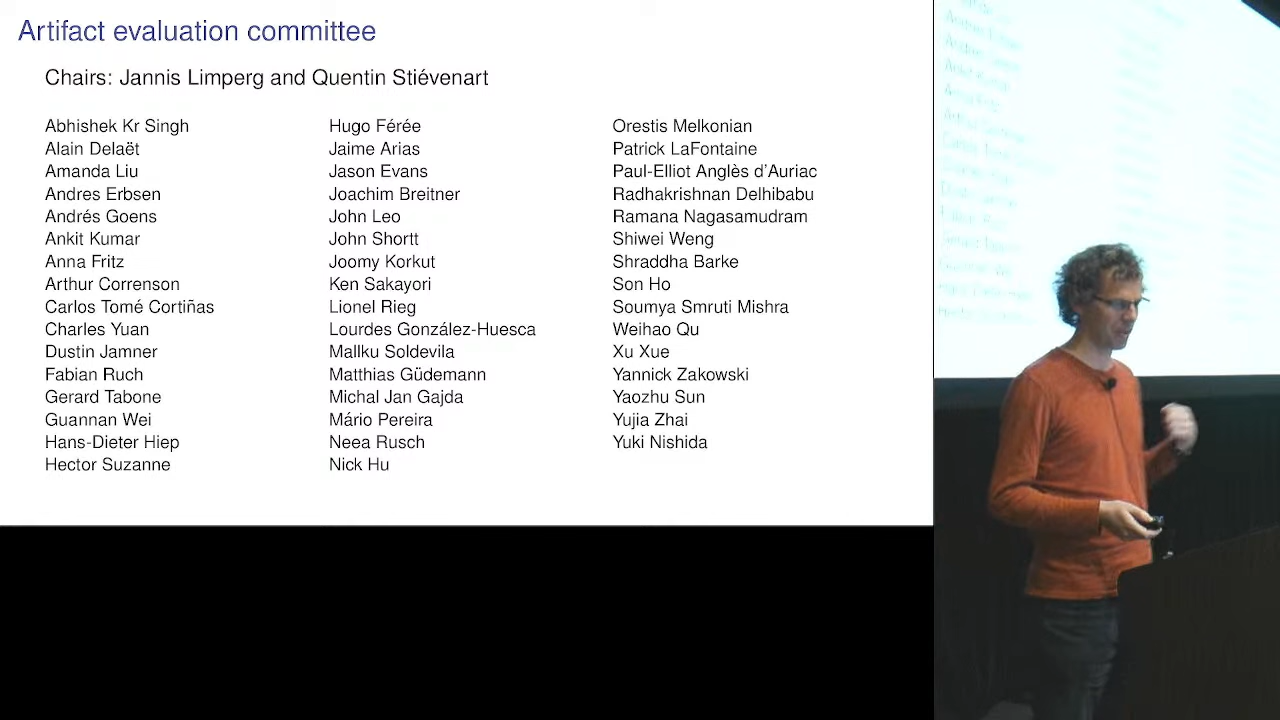 Artifact evaluation committee
Chairs: Jannis Limperg and Quentin Stiévenart
Abhishek Kr Singh
Alain Delaët
Amanda Liu
Andres Erbsen
Andrés Goens
Ankit Kumar
Anna Fritz
Arthur Correnson
Carlos Tomé Cortiñas
Charles Yuan
Dustin Jamner
Fabian Ruch
Gerard Tabone
Guannan Wei
Hans-Dieter Hiep
Hector Suzanne
Hugo Férée
Jaime Arias
Jason Evans
Joachim Breitner
John Leo
John Shortt
Joomy Korkut
Ken Sakayori
Lionel Rieg
Lourdes González-Huesca
Mallku Soldevila
Matthias Güdemann
Michal Jan Gajda
Mário Pereira
Neea Rusch
Nick Hu
Orestis Melkonian
Patrick LaFontaine
Paul-Elliot Anglès d'Auriac
Radhakrishnan Delhibabu
Ramana Nagasamudram
Shiwei Weng
Shraddha Barke
Son Ho
Soumya Smruti Mishra
Weihao Qu
Xu Xue
Yannick Zakowski
Yaozhu Sun
Yujia Zhai
Yuki Nishida